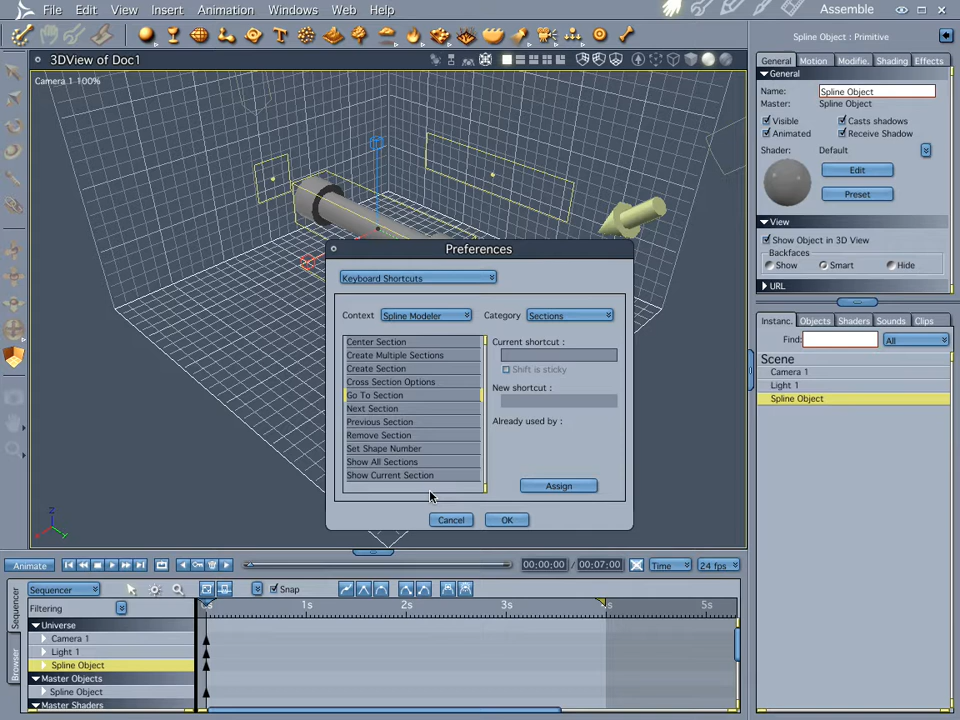 File Edit View Insert Animation Windows Web Help
Assemble
3DView of Doc1
Camera 1 100%
Spline Object : Primitive
General Motion Modifie. Shading Effects
General
Name: Spline Object
Master: Spline Object
Visible Casts shadows
Animated Receive Shadow
Shader: Default
Edit
Preset
View
Show Object in 3D View
Backfaces
Show Smart Hide
URL
Instanc. Objects Shaders Sounds Clips
Find: All
Scene
Camera 1
Light 1
Spline Object
Preferences
Keyboard Shortcuts
Context Spline Modeler Category Sections
Center Section
Create Multiple Sections
Create Section
Cross Section Options
Go To Section
Next Section
Previous Section
Remove Section
Set Shape Number
Show All Sections
Show Current Section
Current shortcut :
Shift is sticky
New shortcut :
Already used by :
Assign
Cancel OK
Z
Animate 00:00;00 / 00:07;00 Time 24 fps
Sequencer Snap
Filtering 1s 2s 3s 5s
Sequencer
Browser
Universe
Camera 1
Light 1
Spline Object
Master Objects
Spline Object
Master Shaders